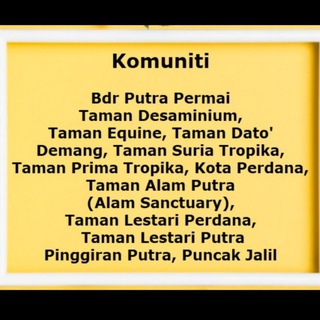 Komuniti
Bdr Putra Permai
Taman Desaminium,
Taman Equine, Taman Dato'
Demang, Taman Suria Tropika,
Taman Prima Tropika, Kota Perdana,
Taman Alam Putra
(Alam Sanctuary),
Taman Lestari Perdana,
Taman Lestari Putra
Pinggiran Putra, Puncak Jalil